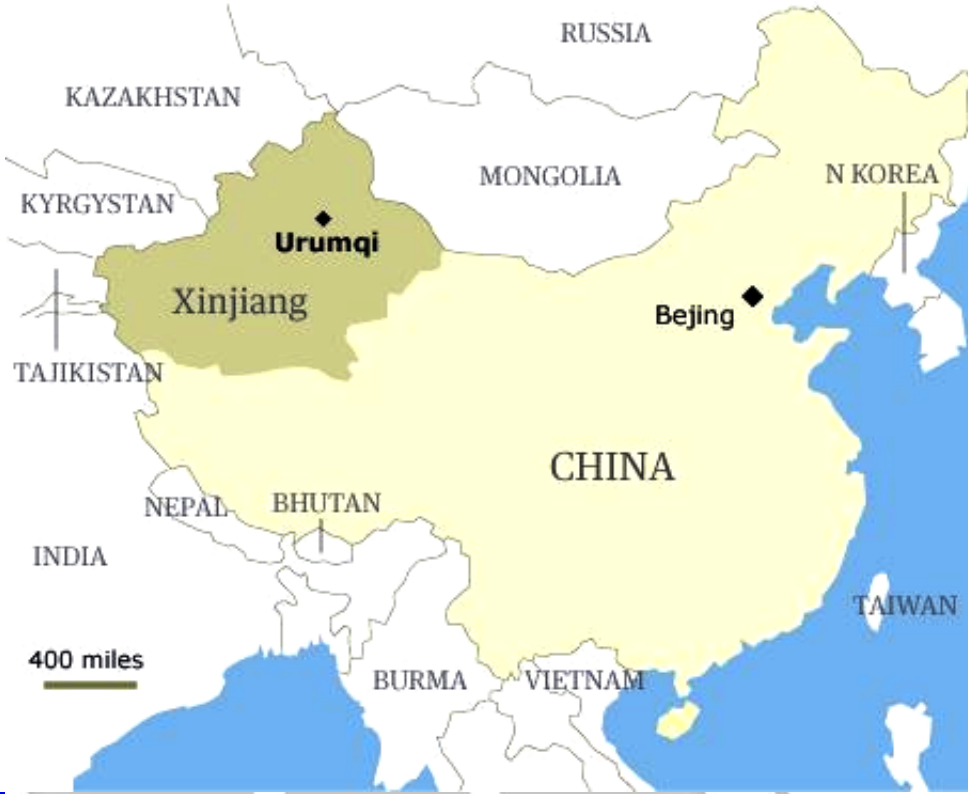 RUSSIA
KAZAKHSTAN
MONGOLIA
N KOREA
KYRGYSTAN
Urumqi
Xinjiang
Bejing
TAJIKISTAN
CHINA
NEPAL
BHUTAN
INDIA
TAIWAN
400 miles
BURMA
VIETNAM